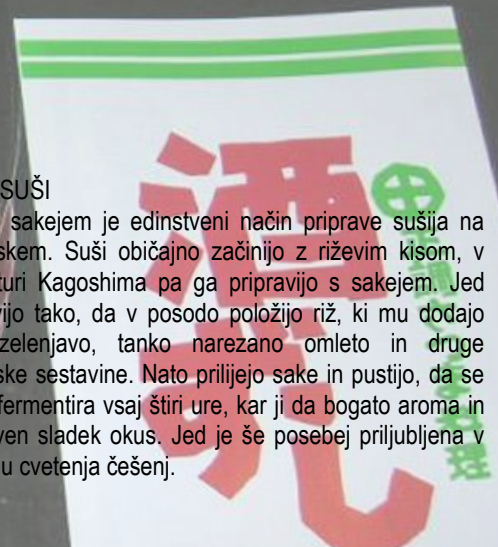 SUŠI
sakejem je edinstveni način priprave sušija na
skem. Suši običajno začinijo z riževim kisom, v
turi Kagoshima pa ga pripravijo s sakejem. Jed
vijo tako, da v posodo položijo riž, ki mu dodajo
zelenjavo, tanko narezano omleto in druge
ske sestavine. Nato prilijejo sake in pustijo, da se
fermentira vsaj štiri ure, kar ji da bogato aroma in
ven sladek okus. Jed je še posebej priljubljena v
u cvetenja češenj.
酒